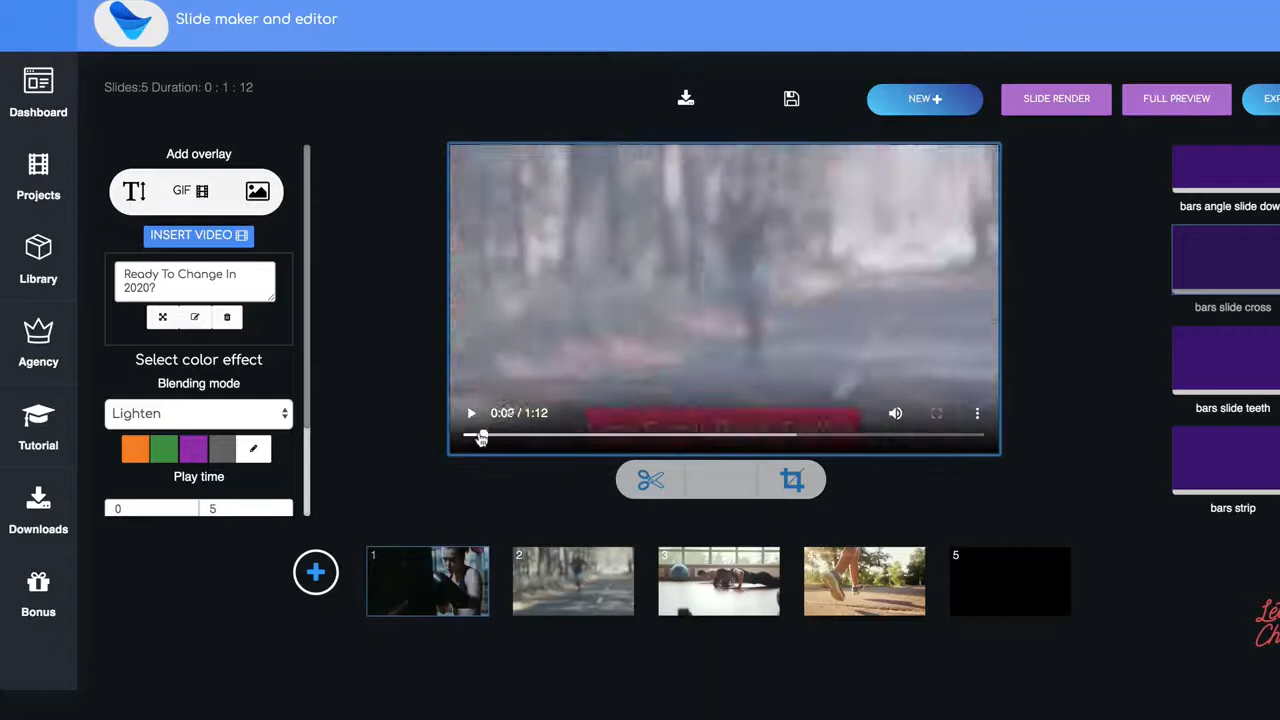 Slide maker and editor
Slides:5 Duration: 0 : 1 : 12
NEW
SLIDE RENDER
FULL PREVIEW
Dashboard
Projects
Library
Agency
Tutorial
Downloads
Bonus
Add overlay
GIF
INSERT VIDEO
Ready To Change In
2020?
Select color effect
Blending mode
Lighten
Play time
0
5
/ 1:12
1
2
3
4
5
bars slide cross
bars slide teeth
bars strip
bars angle slide